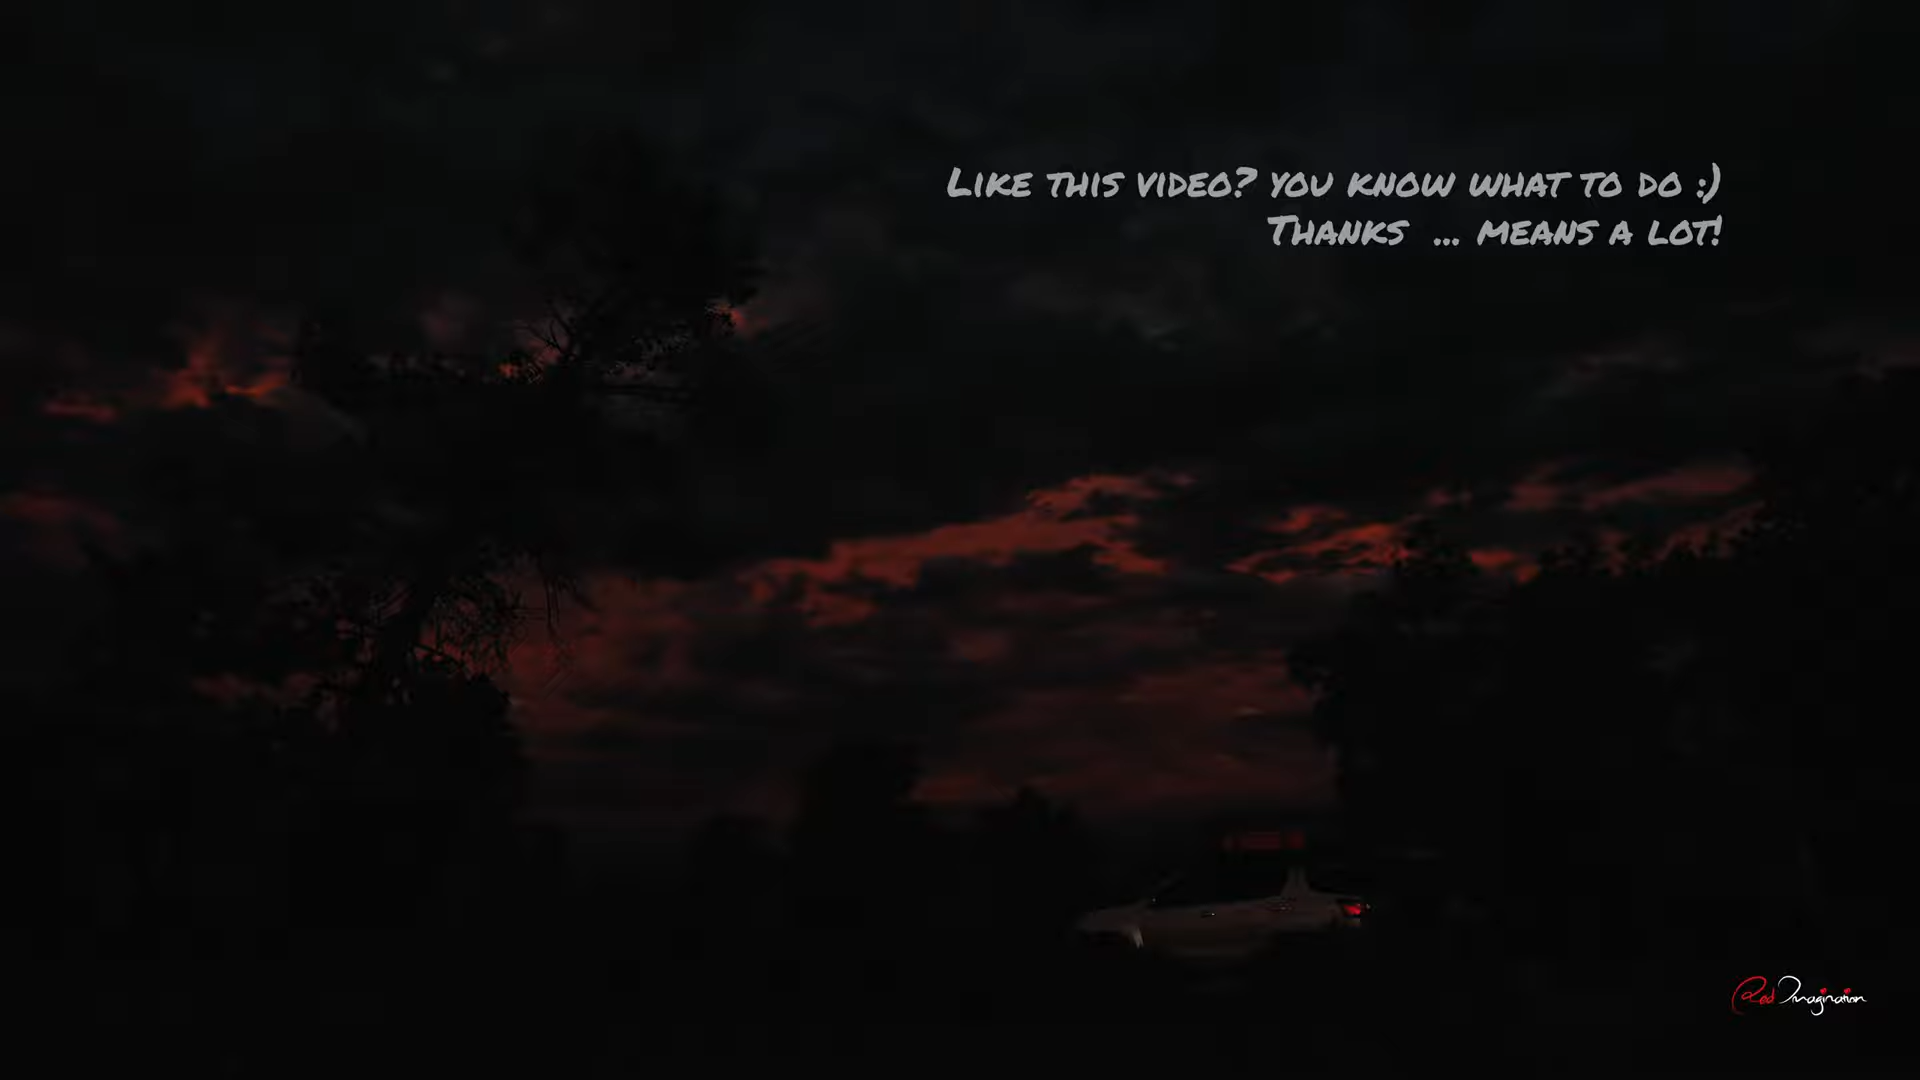 Like this video? you know what to do :)
Thanks ... means a lot!
Red Imagination